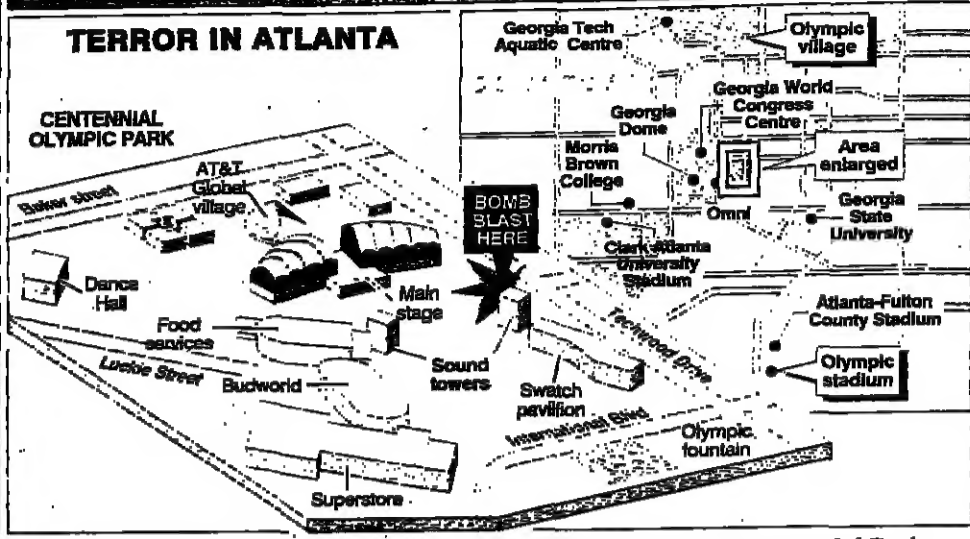 TERROR IN ATLANTA
CENTENNIAL
OLYMPIC PARK
Baker street
AT&T
Global
village
BOMB
BLAST
HERE
Dance
Hall
Main
stage
Food
services
Luckie Street
Budworld
Sound
towers
Swatch
pavilion
Techwood Drive
International Blvd
Olympic
fountain
Superstore
Georgia Tech
Aquatic Centre
Olympic
village
Georgia World
Congress
Centre
Georgia
Dome
Morris
Brown
College
Area
enlarged
Omni
Georgia
State
University
Clark Atlanta
University
Stadium
Atlanta-Fulton
County Stadium
Olympic
stadium